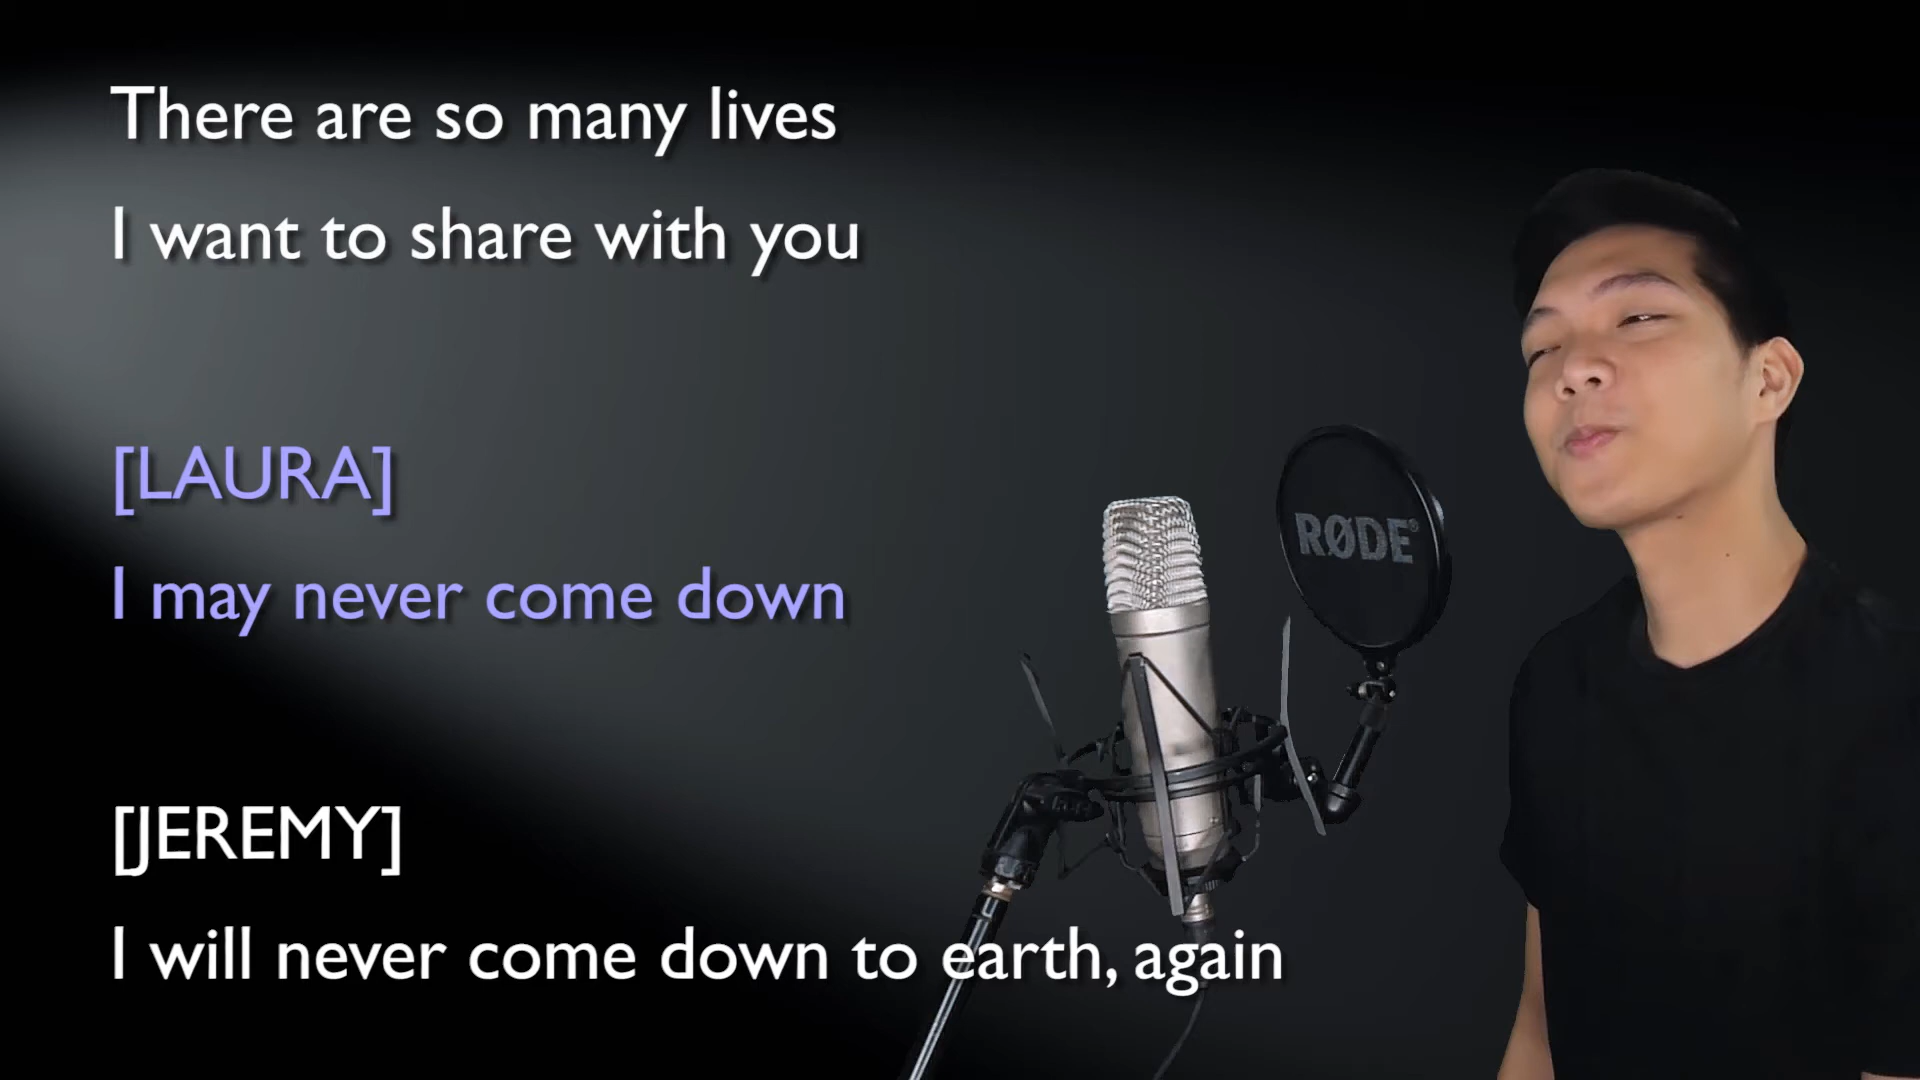 There are so many lives
I want to share with you
[LAURA]
I may never come down
RØDE®
[JEREMY]
I will never come down to earth, again